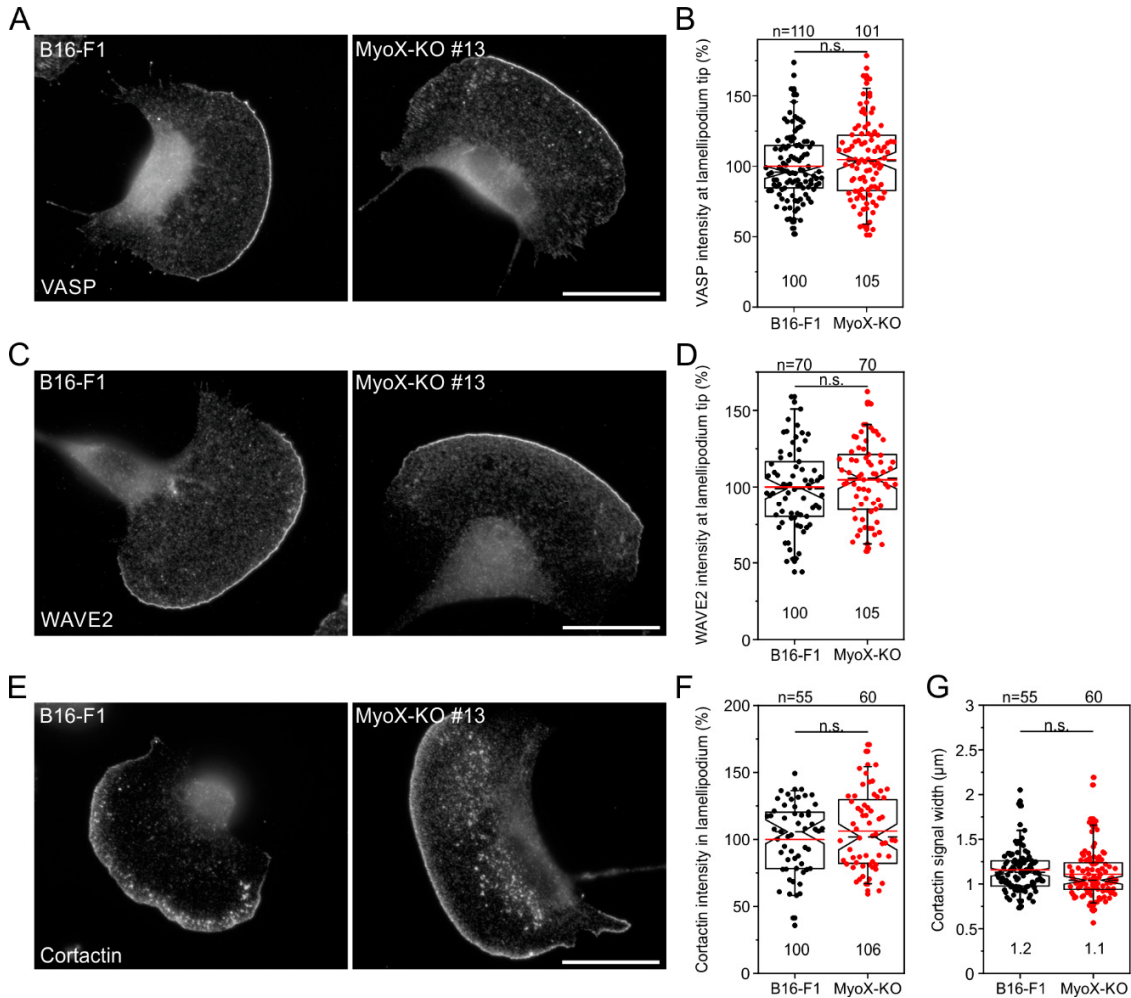 A
B16-F1
MyoX-KO #13
VASP
B
n=110 101
n.s.
VASP intensity at lamellipodium tip (%)
150
100
50
0
100 105
B16-F1 MyoX-KO
C
B16-F1
MyoX-KO #13
WAVE2
D
n=70 70
n.s.
WAVE2 intensity at lamellipodium tip (%)
150
100
50
0
100 105
B16-F1 MyoX-KO
E
B16-F1
MyoX-KO #13
Cortactin
F
n=55 60
n.s.
Cortactin intensity in lamellipodium (%)
200
150
100
50
0
100 106
B16-F1 MyoX-KO
G
n=55 60
n.s.
Cortactin signal width (µm)
3
2.5
2
1.5
1
0.5
0
1.2 1.1
B16-F1 MyoX-KO